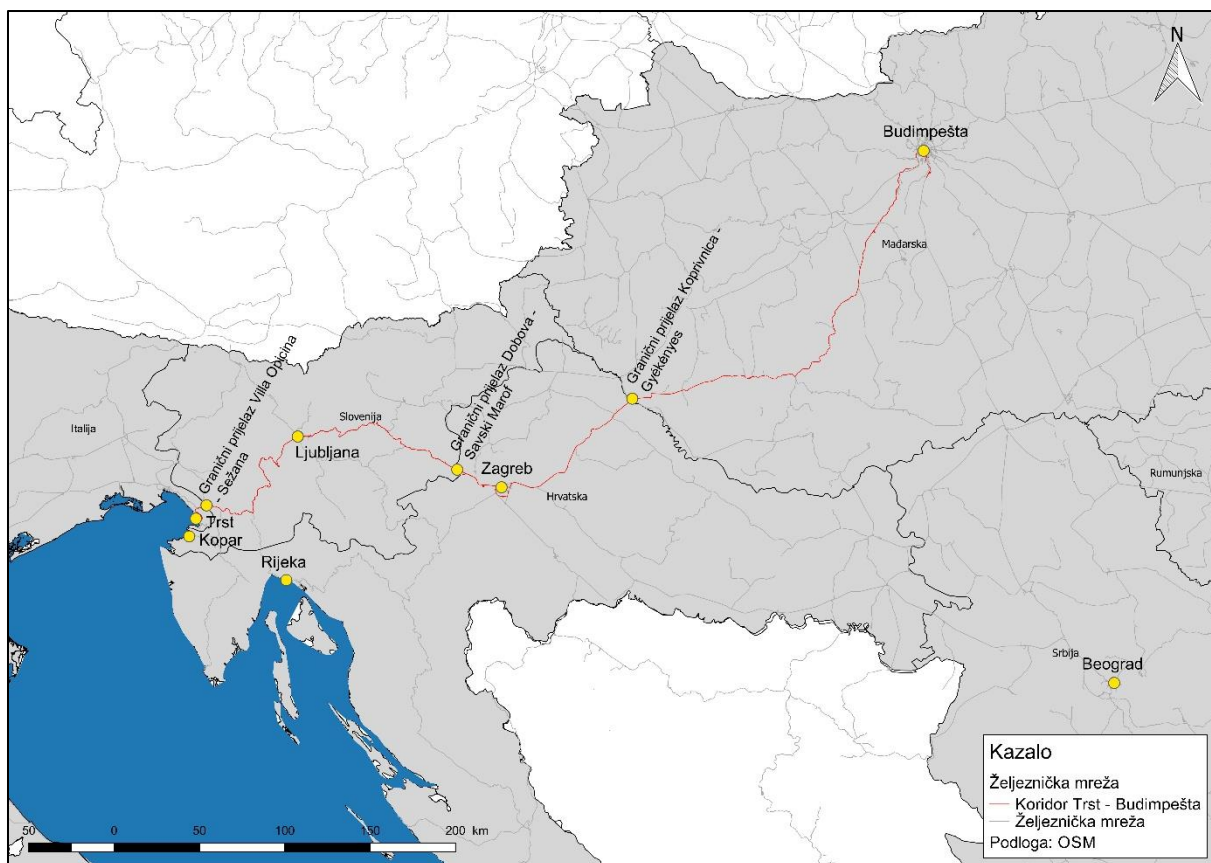 N
Budimpešta
Mađarska
Granični prijelaz Koprivnica -
Gyékényes
Granični prijelaz Dobova -
Savski Marof
Granični prijelaz Villa Opicina
- Sežana
Italija
Slovenija
Ljubljana
Zagreb
Hrvatska
Rumunjska
Trst
Kopar
Rijeka
Srbija
Beograd
Kazalo
Željeznička mreža
Koridor Trst - Budimpešta
Željeznička mreža
Podloga: OSM
50 0 50 100 150 200 km